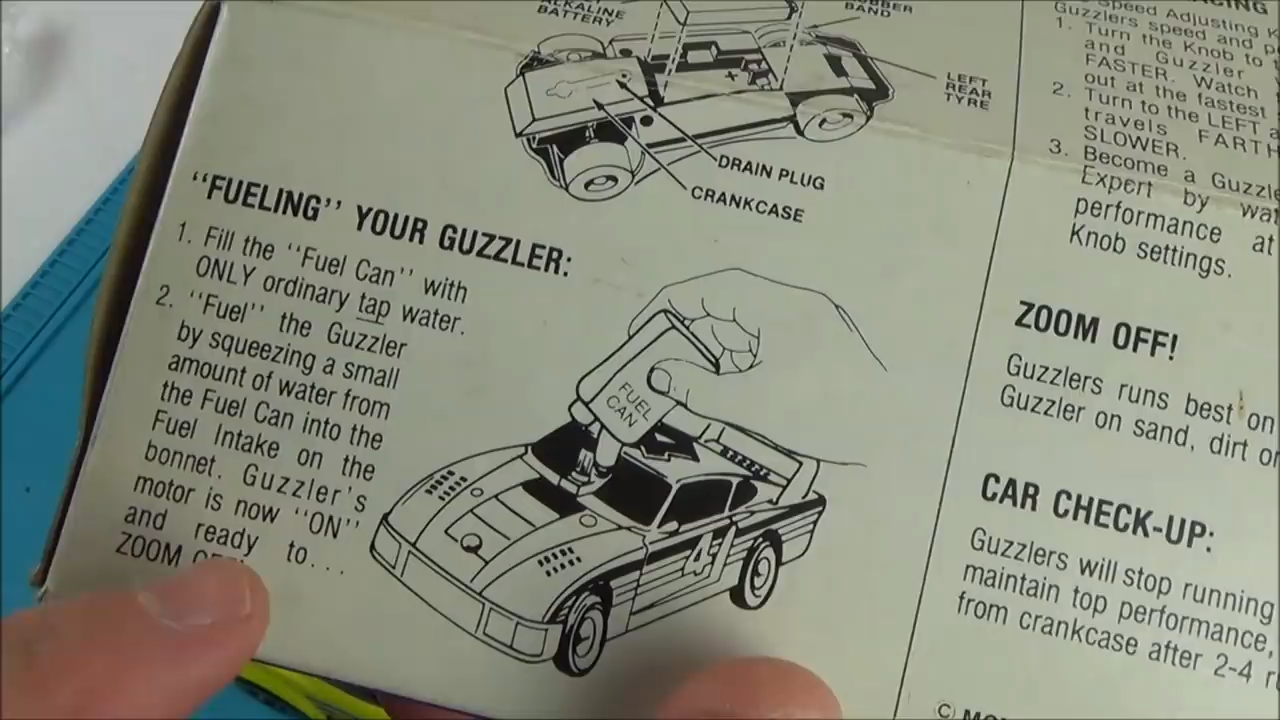 ALKALINE
BATTERY
BAND
LEFT
REAR
TYRE
DRAIN PLUG
CRANKCASE
"FUELING" YOUR GUZZLER:
1. Fill the "Fuel Can" with
ONLY ordinary tap water.
2. "Fuel" the Guzzler
by squeezing a small
amount of water from
the Fuel Can into the
Fuel Intake on the
bonnet. Guzzler's
motor is now "ON"
and ready to...
ZOOM
FUEL
CAN
4
Speed Adjusting
Guzzlers speed and
1. Turn the Knob to
and Guzzler
FASTER. Watch
out at the fastest
2. Turn to the LEFT
travels
SLOWER.
3. Become a
Expert by
performance at
Knob settings.
ZOOM OFF!
Guzzlers runs best on
Guzzler on sand, dirt
CAR CHECK-UP:
Guzzlers will stop running
maintain top performance,
from crankcase after 2-4
©